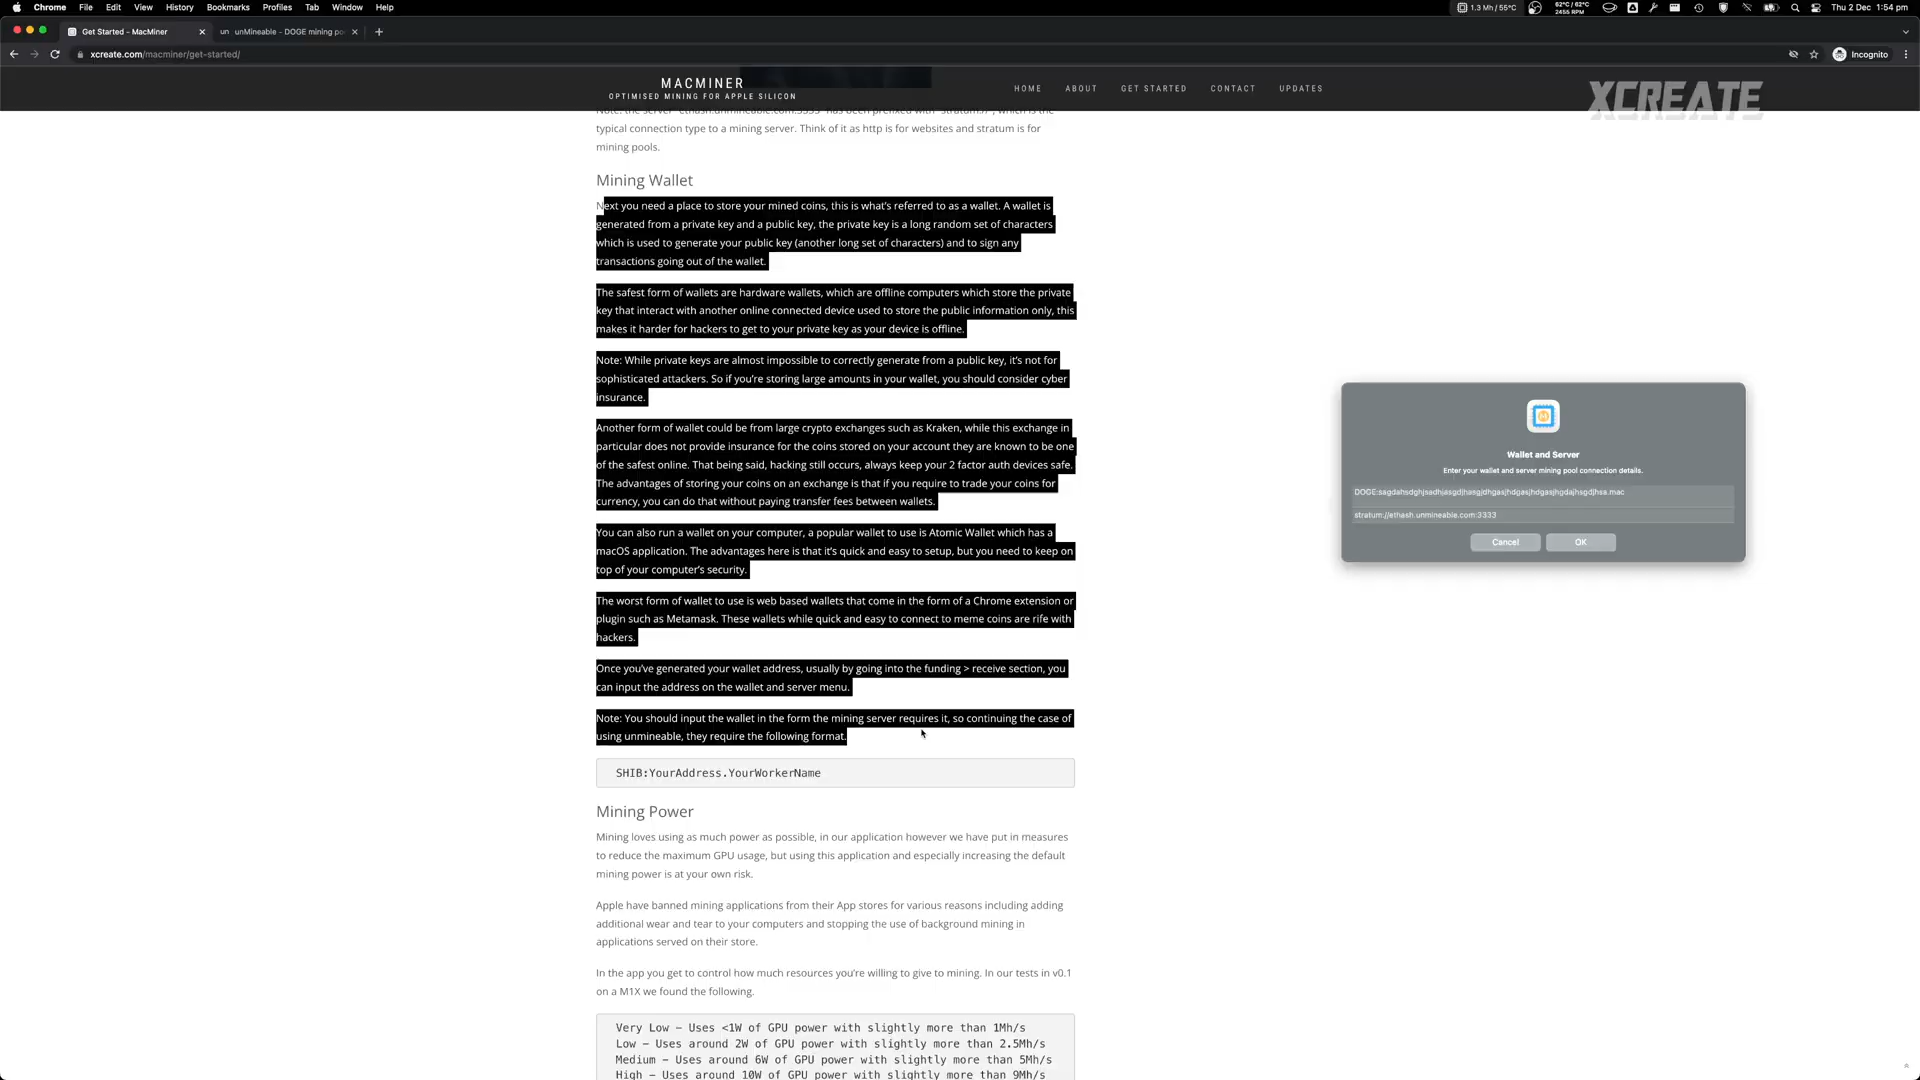 Chrome File Edit View History Bookmarks Profiles Tab Window Help
1.3 Mh / 55°C 62°C / 62°C 2455 RPM Thu 2 Dec 1:54 pm
Get Started - MacMiner
un unMineable - DOGE mining po
xcreate.com/macminer/get-started/
Incognito
MACMINER
OPTIMISED MINING FOR APPLE SILICON
HOME ABOUT GET STARTED CONTACT UPDATES
XCREATE
Note: the server "ethash.unmineable.com:3333" has been prefixed with "stratum://", which is the
typical connection type to a mining server. Think of it as http is for websites and stratum is for
mining pools.
Mining Wallet
Next you need a place to store your mined coins, this is what's referred to as a wallet. A wallet is
generated from a private key and a public key, the private key is a long random set of characters
which is used to generate your public key (another long set of characters) and to sign any
transactions going out of the wallet.
The safest form of wallets are hardware wallets, which are offline computers which store the private
key that interact with another online connected device used to store the public information only, this
makes it harder for hackers to get to your private key as your device is offline.
Note: While private keys are almost impossible to correctly generate from a public key, it's not for
sophisticated attackers. So if you're storing large amounts in your wallet, you should consider cyber
insurance.
Another form of wallet could be from large crypto exchanges such as Kraken, while this exchange in
particular does not provide insurance for the coins stored on your account they are known to be one
of the safest online. That being said, hacking still occurs, always keep your 2 factor auth devices safe.
The advantages of storing your coins on an exchange is that if you require to trade your coins for
currency, you can do that without paying transfer fees between wallets.
You can also run a wallet on your computer, a popular wallet to use is Atomic Wallet which has a
macOS application. The advantages here is that it's quick and easy to setup, but you need to keep on
top of your computer's security.
The worst form of wallet to use is web based wallets that come in the form of a Chrome extension or
plugin such as Metamask. These wallets while quick and easy to connect to meme coins are rife with
hackers.
Once you've generated your wallet address, usually by going into the funding > receive section, you
can input the address on the wallet and server menu.
Note: You should input the wallet in the form the mining server requires it, so continuing the case of
using unmineable, they require the following format.
SHIB:YourAddress.YourWorkerName
Mining Power
Mining loves using as much power as possible, in our application however we have put in measures
to reduce the maximum GPU usage, but using this application and especially increasing the default
mining power is at your own risk.
Apple have banned mining applications from their App stores for various reasons including adding
additional wear and tear to your computers and stopping the use of background mining in
applications served on their store.
In the app you get to control how much resources you're willing to give to mining. In our tests in v0.1
on a M1X we found the following.
Very Low – Uses <1W of GPU power with slightly more than 1Mh/s
Low – Uses around 2W of GPU power with slightly more than 2.5Mh/s
Medium – Uses around 6W of GPU power with slightly more than 5Mh/s
High – Uses around 10W of GPU power with slightly more than 9Mh/s
Wallet and Server
Enter your wallet and server mining pool connection details.
DOGE:sagdahsdghjsadhjasgdjhasgjdhgasjhdgasjhdgasjhgdajhsgdjhsa.mac
stratum://ethash.unmineable.com:3333
Cancel OK